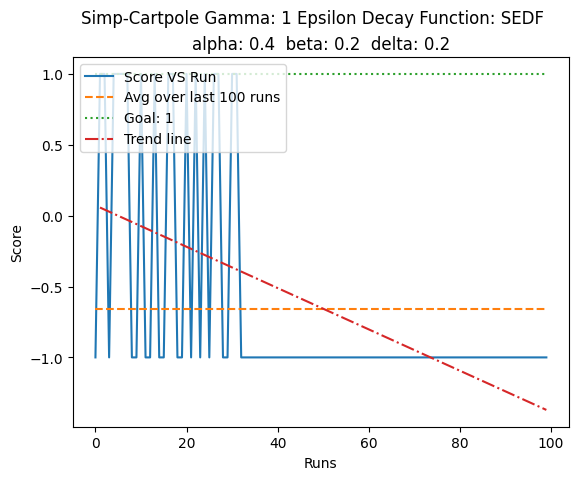 Simp-Cartpole Gamma: 1 Epsilon Decay Function: SEDF
alpha: 0.4  beta: 0.2  delta: 0.2
1.0
0.5
0.0
−0.5
−1.0
Score
Score VS Run
Avg over last 100 runs
Goal: 1
Trend line
0 20 40 60 80 100
Runs